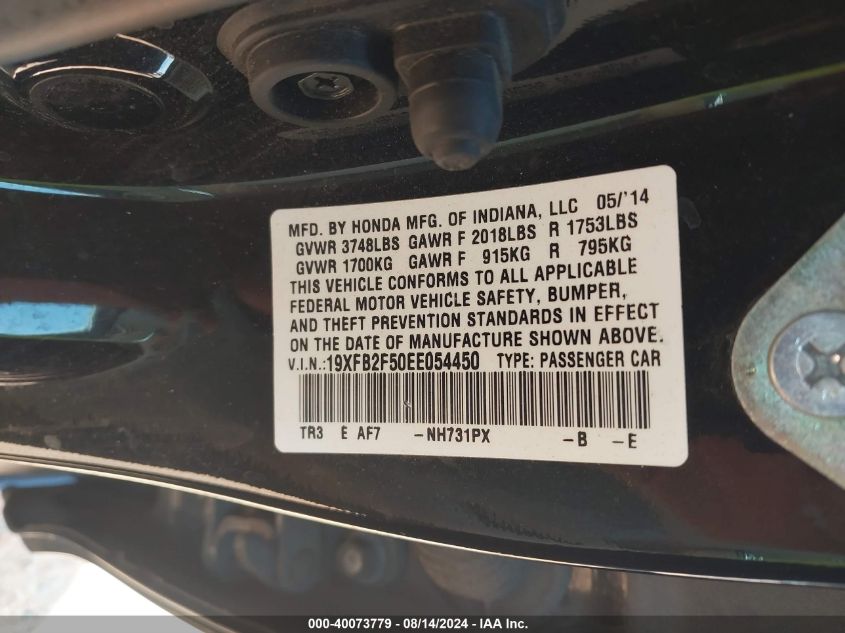 MFD. BY HONDA MFG. OF INDIANA, LLC 05/'14
GVWR 3748LBS GAWR F 2018LBS R 1753LBS
GVWR 1700KG GAWR F 915KG R 795KG
THIS VEHICLE CONFORMS TO ALL APPLICABLE
FEDERAL MOTOR VEHICLE SAFETY, BUMPER,
AND THEFT PREVENTION STANDARDS IN EFFECT
ON THE DATE OF MANUFACTURE SHOWN ABOVE.
V.I.N.:19XFB2F50EE054450 TYPE: PASSENGER CAR
TR3 E AF7 -NH731PX -B -E
000-40073779 - 08/14/2024 - IAA Inc.